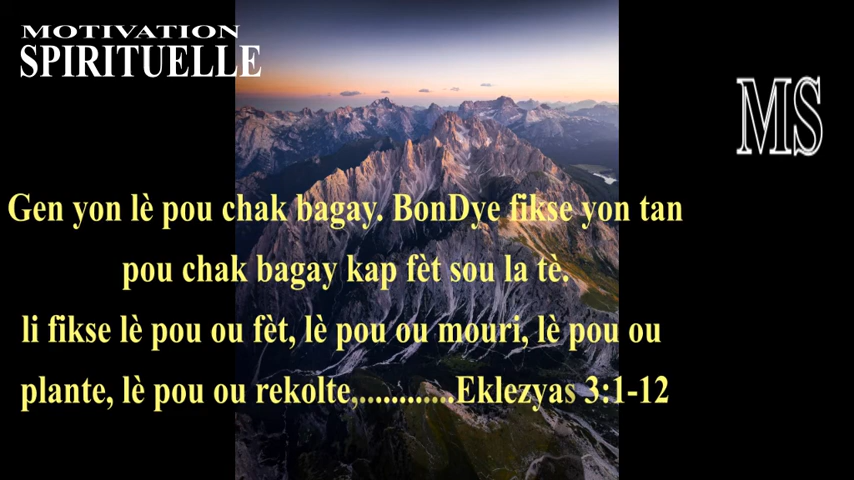 MOTIVATION
SPIRITUELLE
MS
Gen yon lè pou chak bagay. BonDye fikse yon tan
pou chak bagay kap fèt sou la tè.
li fikse lè pou ou fèt, lè pou ou mouri, lè pou ou
plante, lè pou ou rekolte,.............Eklezyas 3:1-12